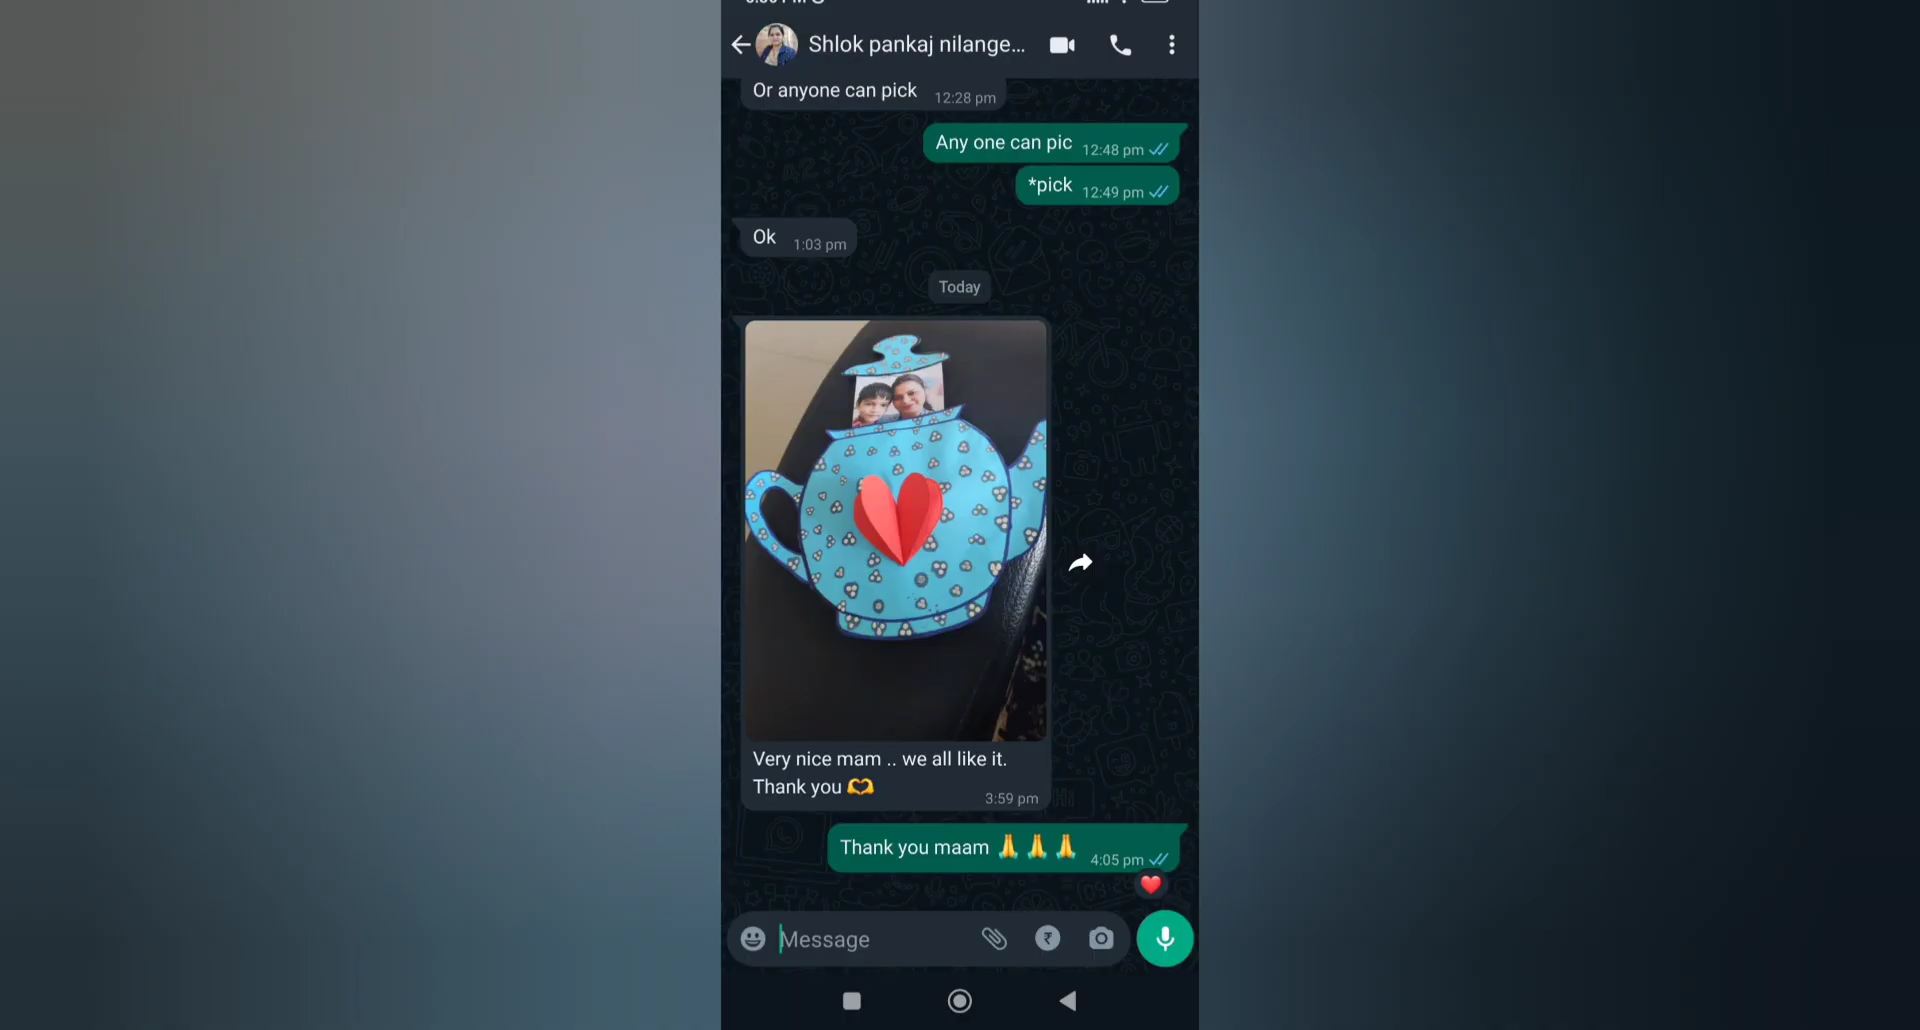 Shlok pankaj nilange...
Or anyone can pick 12:28 pm
Any one can pic 12:48 pm
*pick 12:49 pm
Ok 1:03 pm
Today
Very nice mam .. we all like it.
Thank you 🫶
3:59 pm
Thank you maam 🙏🙏🙏 4:05 pm
Message